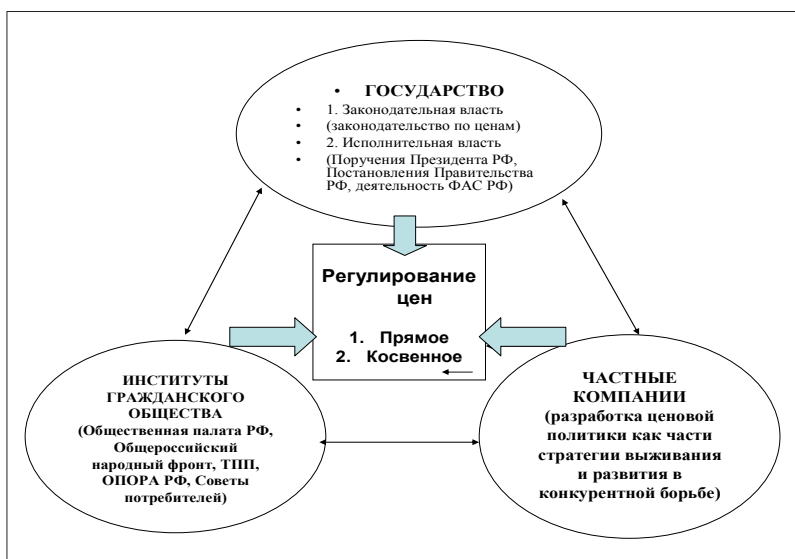 • ГОСУДАРСТВО
• 1. Законодательная власть
• (законодательство по ценам)
• 2. Исполнительная власть
• (Поручения Президента РФ,
Постановления Правительства
РФ, деятельность ФАС РФ)
Регулирование
цен
1. Прямое
2. Косвенное
ИНСТИТУТЫ
ГРАЖДАНСКОГО
ОБЩЕСТВА
(Общественная палата РФ,
Общероссийский
народный фронт, ТПП,
ОПОРА РФ, Советы
потребителей)
ЧАСТНЫЕ
КОМПАНИИ
(разработка ценовой
политики как части
стратегии выживания
и развития в
конкурентной борьбе)